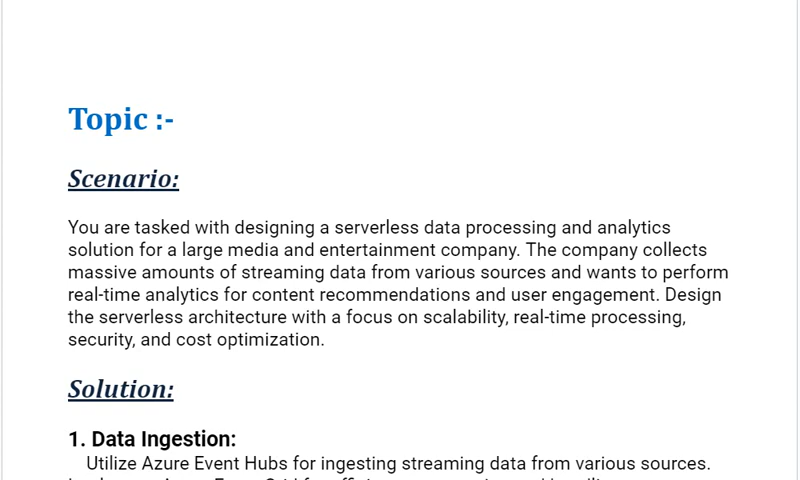 Topic :-
Scenario:
You are tasked with designing a serverless data processing and analytics
solution for a large media and entertainment company. The company collects
massive amounts of streaming data from various sources and wants to perform
real-time analytics for content recommendations and user engagement. Design
the serverless architecture with a focus on scalability, real-time processing,
security, and cost optimization.
Solution:
1. Data Ingestion:
Utilize Azure Event Hubs for ingesting streaming data from various sources.